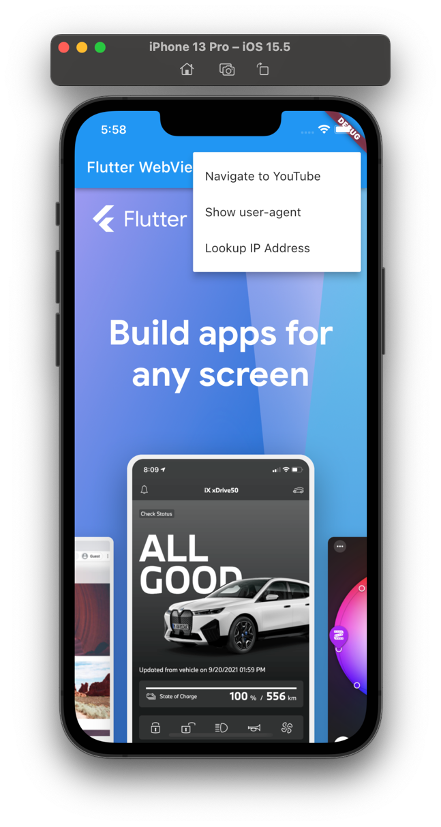 iPhone 13 Pro – iOS 15.5
5:58
DEBUG
Flutter WebVie
Navigate to YouTube
Show user-agent
Lookup IP Address
Flutter
Build apps for
any screen
8:09
iX xDrive50
Check Status
ALL
GOOD
Updated from vehicle on 9/20/2021 01:59 PM
State of Charge 100 % / 556 km
Guest